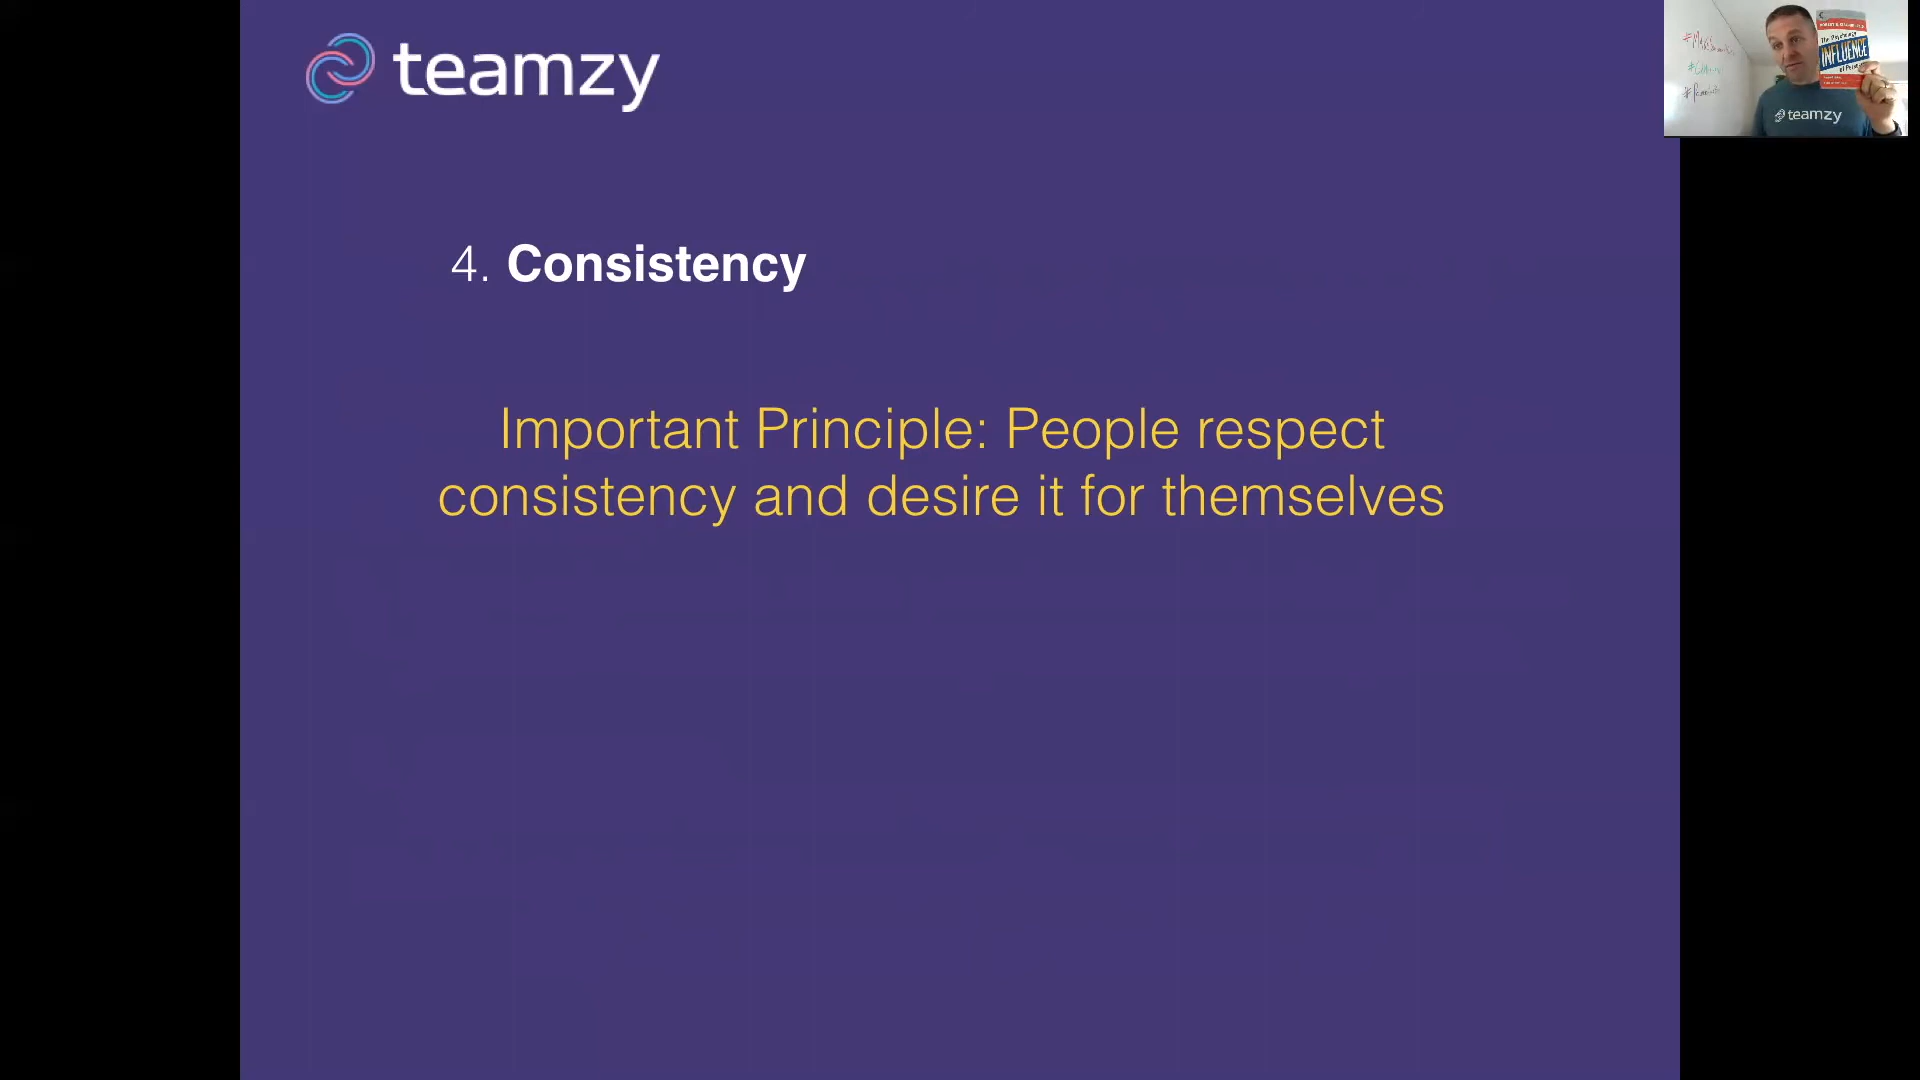 teamzy
4. Consistency
Important Principle: People respect
consistency and desire it for themselves
INFLUENCE
teamzy